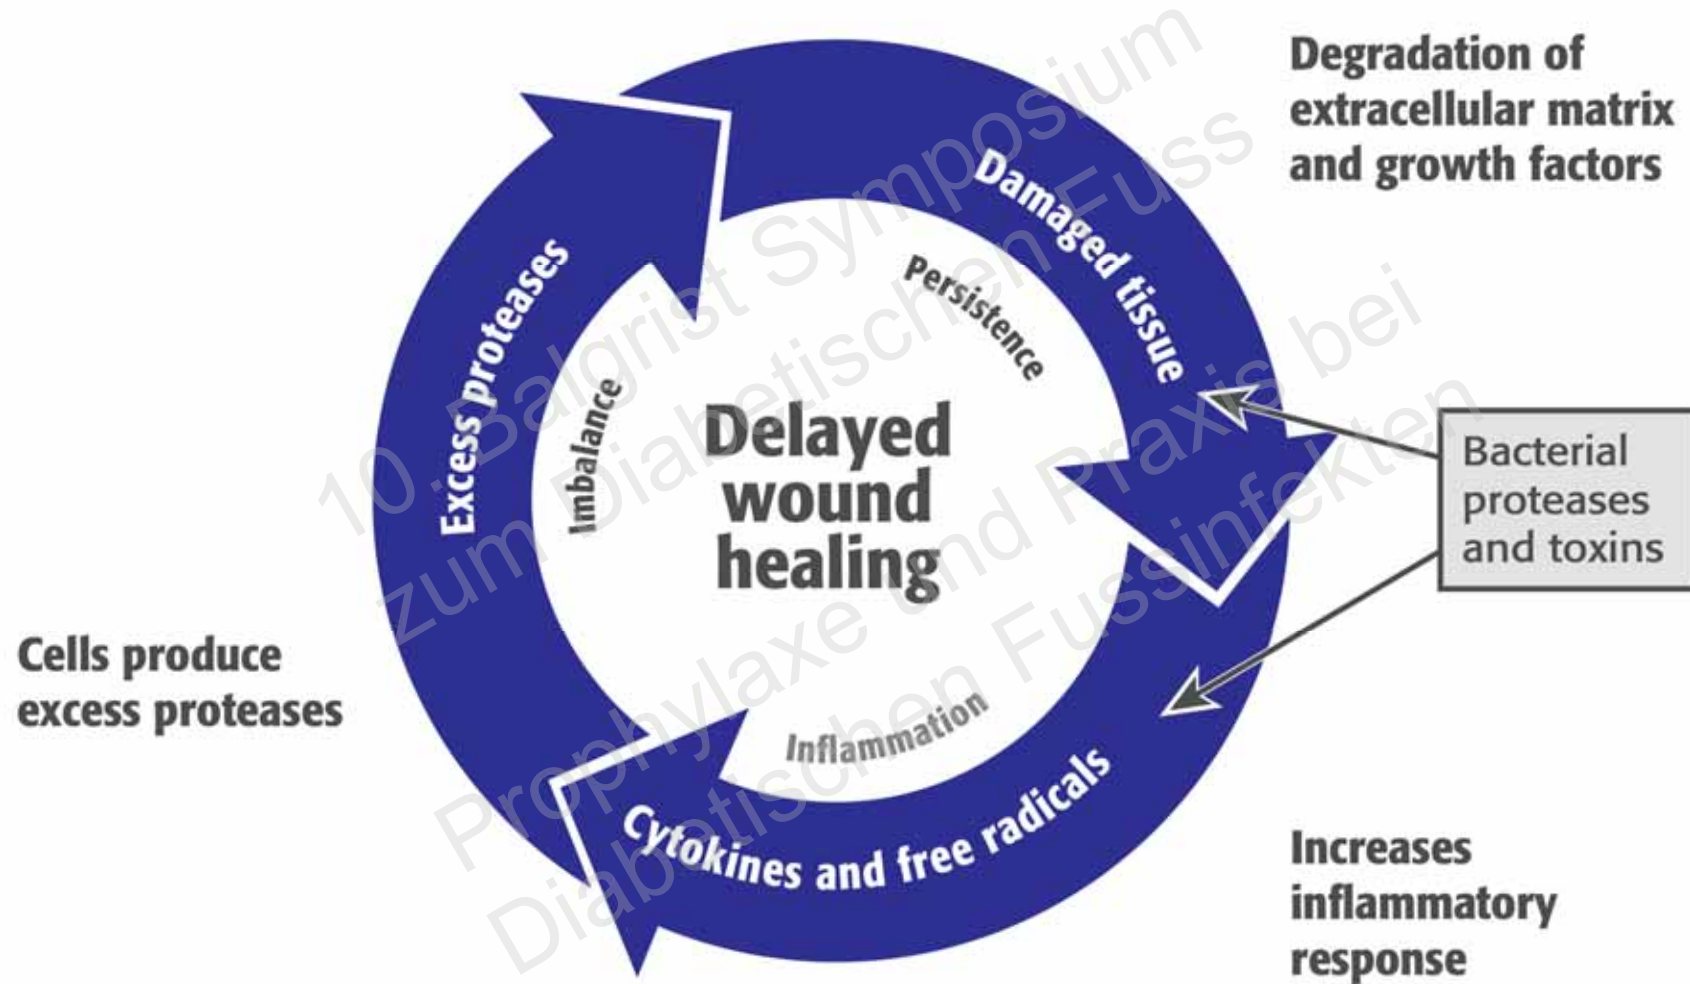 Degradation of
extracellular matrix
and growth factors
Damaged tissue
Persistence
Excess proteases
Imbalance
Delayed
wound
healing
Bacterial
proteases
and toxins
Cells produce
excess proteases
Inflammation
Cytokines and free radicals
Increases
inflammatory
response
10. Balgrist Symposium
zum Diabetischen Fuss
Prophylaxe und Praxis bei
Diabetischen Fussinfekten